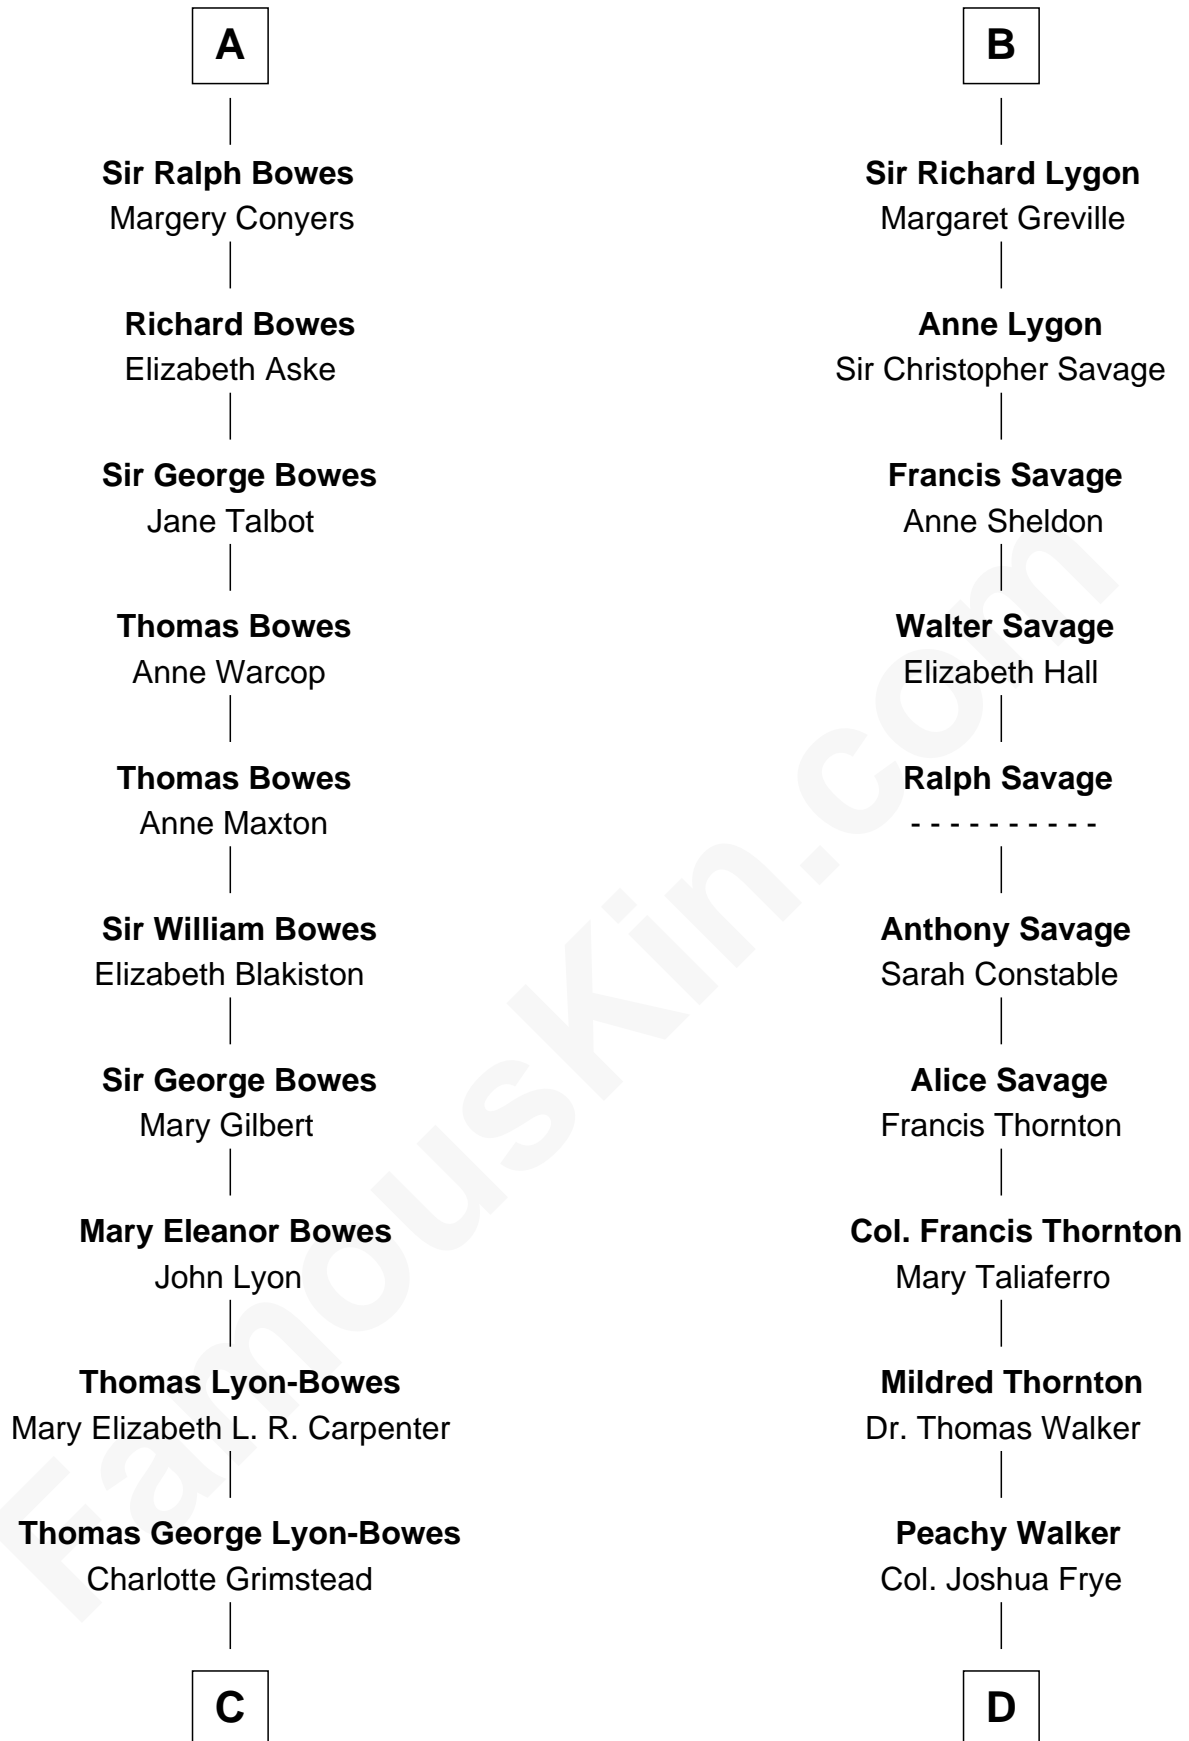 A
Sir Ralph Bowes
Margery Conyers
Richard Bowes
Elizabeth Aske
Sir George Bowes
Jane Talbot
Thomas Bowes
Anne Warcop
Thomas Bowes
Anne Maxton
Sir William Bowes
Elizabeth Blakiston
Sir George Bowes
Mary Gilbert
Mary Eleanor Bowes
John Lyon
Thomas Lyon-Bowes
Mary Elizabeth L. R. Carpenter
Thomas George Lyon-Bowes
Charlotte Grimstead
C
B
Sir Richard Lygon
Margaret Greville
Anne Lygon
Sir Christopher Savage
Francis Savage
Anne Sheldon
Walter Savage
Elizabeth Hall
Ralph Savage
- - - - - - - - - -
Anthony Savage
Sarah Constable
Alice Savage
Francis Thornton
Col. Francis Thornton
Mary Taliaferro
Mildred Thornton
Dr. Thomas Walker
Peachy Walker
Col. Joshua Frye
D
FamousKin.com